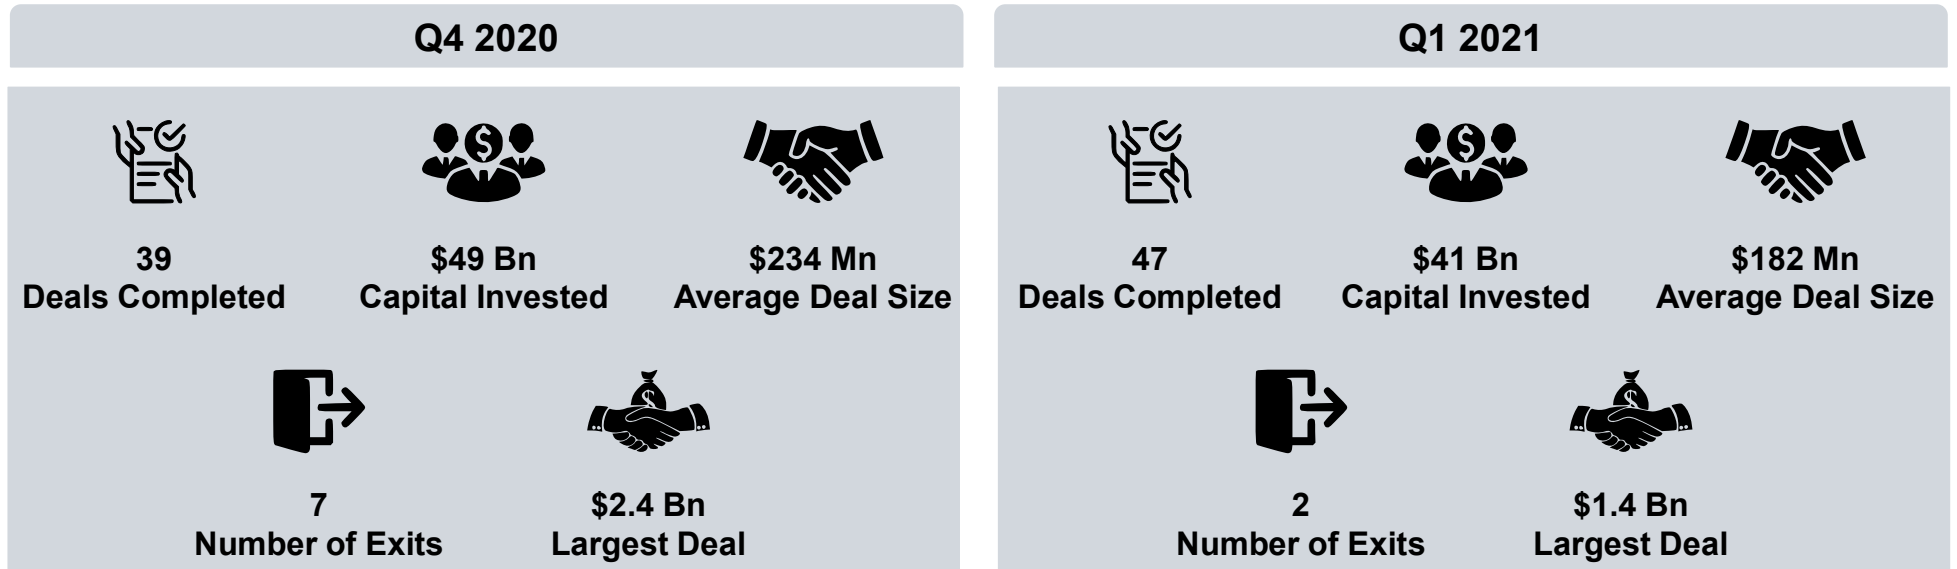 Q4 2020
39
Deals Completed
$49 Bn
Capital Invested
$234 Mn
Average Deal Size
7
Number of Exits
$2.4 Bn
Largest Deal
Q1 2021
47
Deals Completed
$41 Bn
Capital Invested
$182 Mn
Average Deal Size
2
Number of Exits
$1.4 Bn
Largest Deal